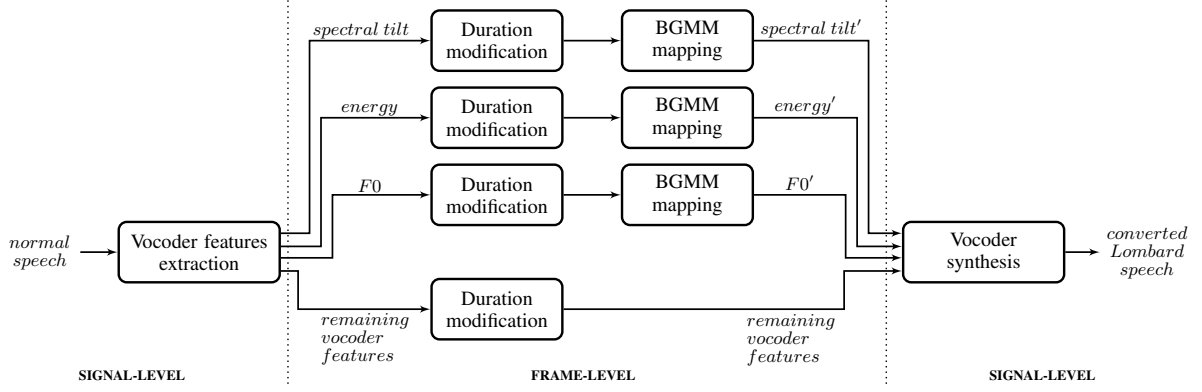 spectral tilt
Duration
modification
BGMM
mapping
spectral tilt′
energy
Duration
modification
BGMM
mapping
energy′
F0
Duration
modification
BGMM
mapping
F0′
normal
speech
Vocoder features
extraction
Vocoder
synthesis
converted
Lombard
speech
Duration
modification
remaining
vocoder
features
remaining
vocoder
features
SIGNAL-LEVEL
FRAME-LEVEL
SIGNAL-LEVEL